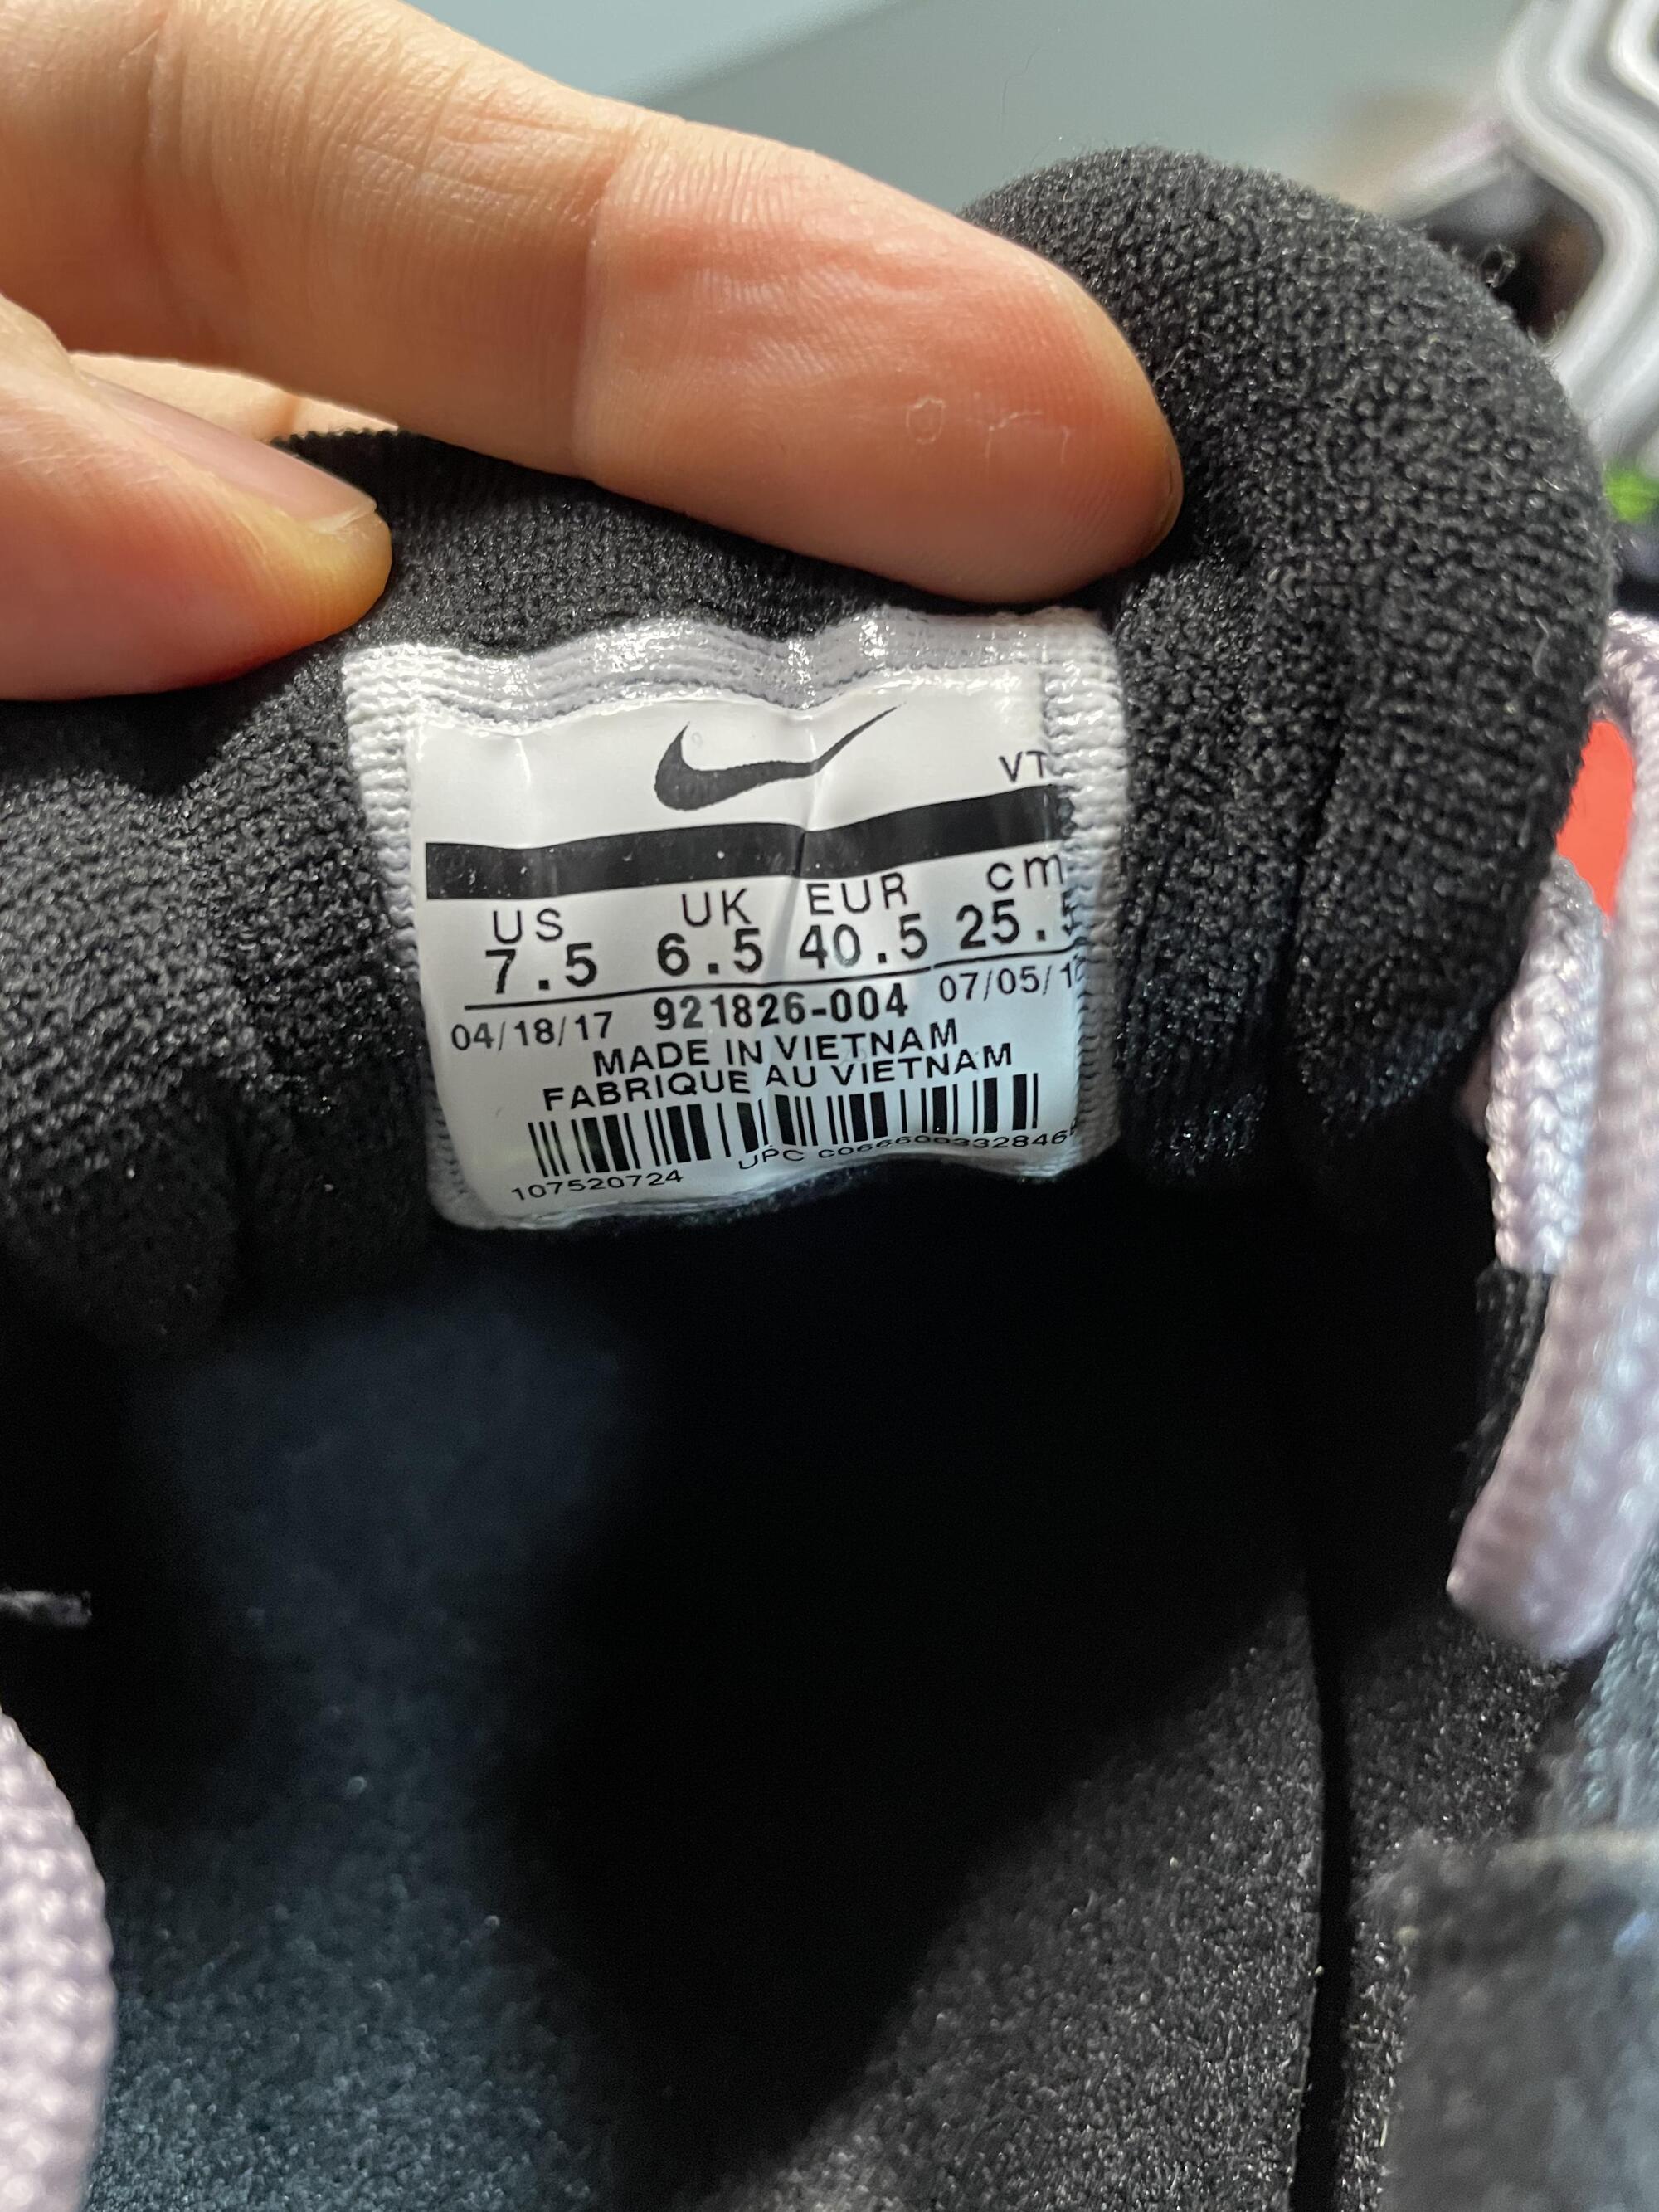 VT
US UK EUR cm
7.5 6.5 40.5 25.5
04/18/17 921826-004 07/05/1
MADE IN VIETNAM
FABRIQUE AU VIETNAM
107520724 UPC